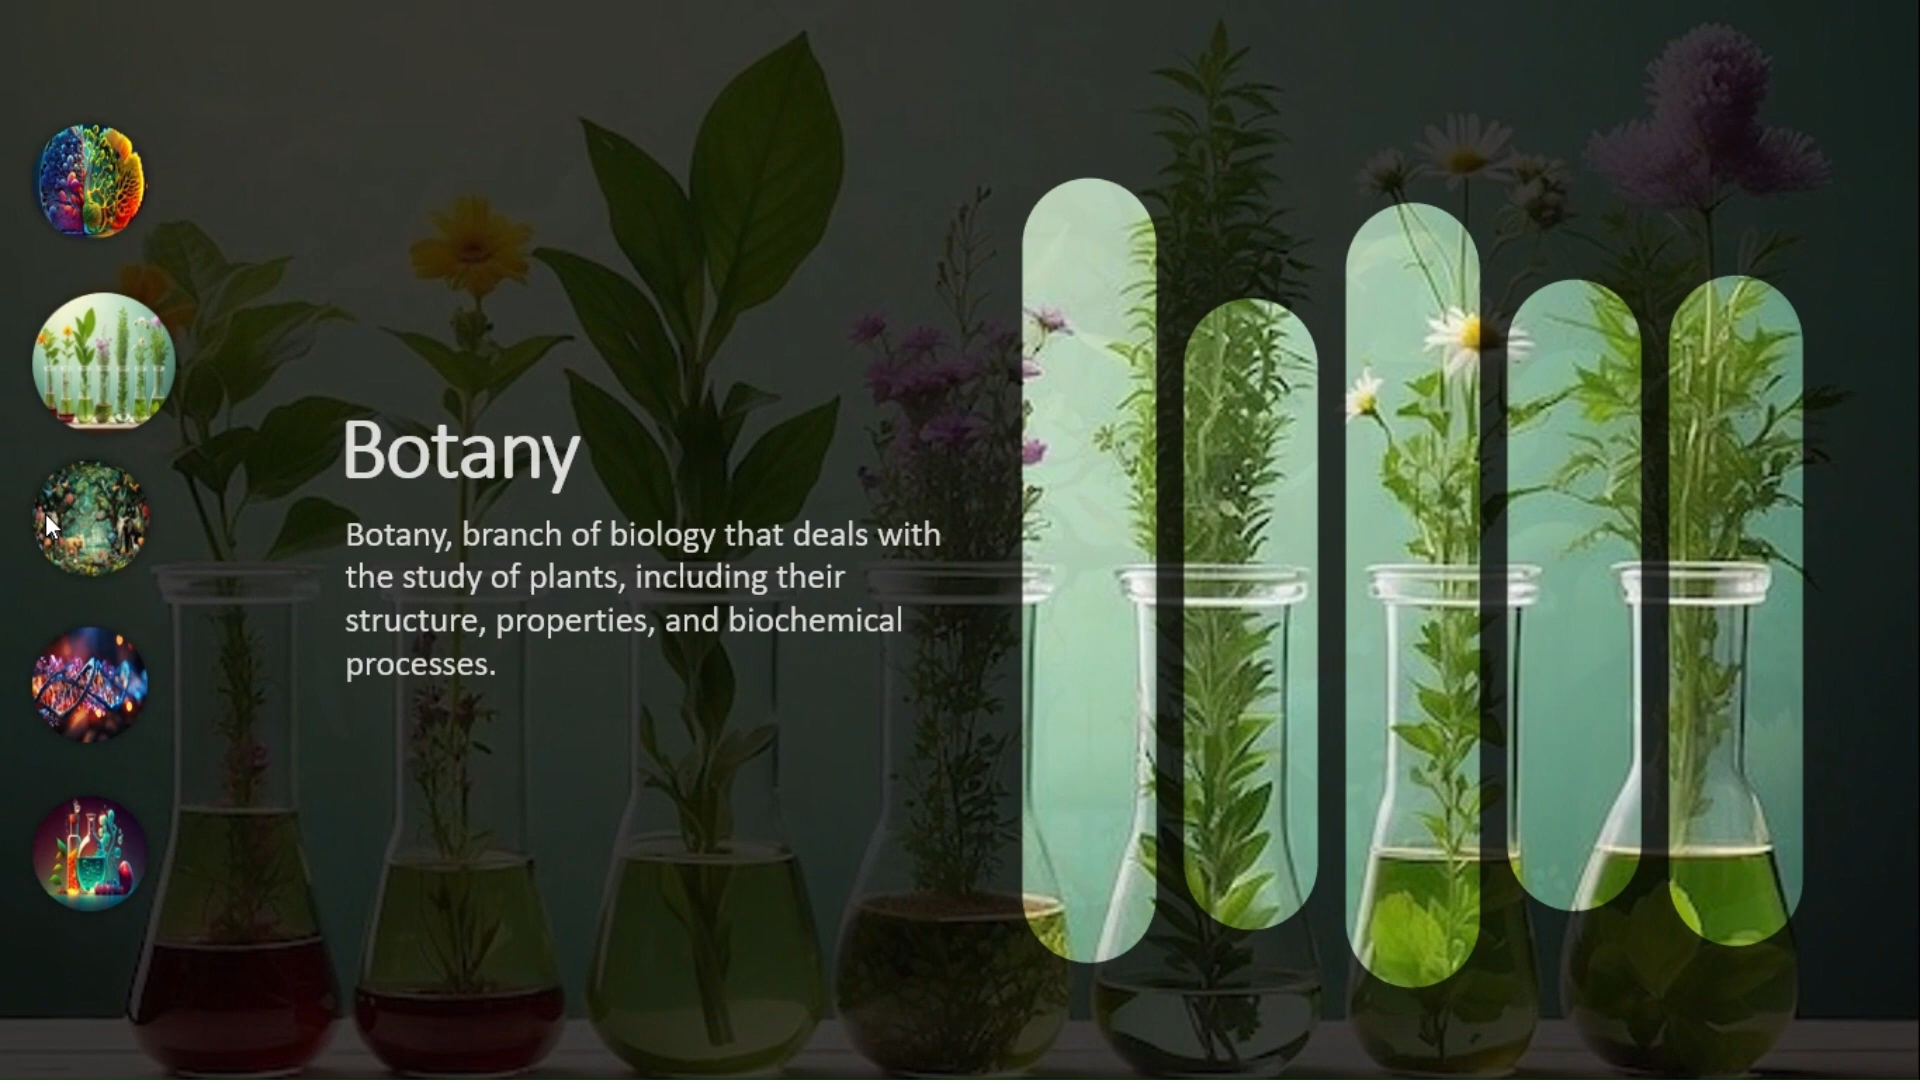 Botany
Botany, branch of biology that deals with
the study of plants, including their
structure, properties, and biochemical
processes.